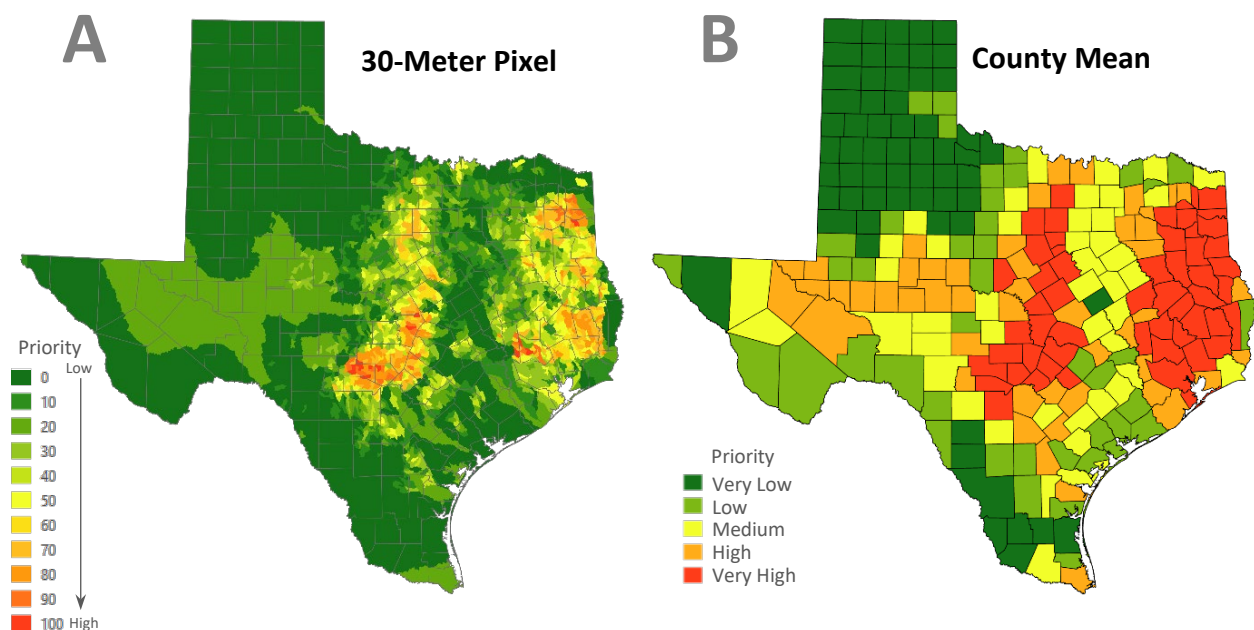 A
30-Meter Pixel
Priority
Low
0
10
20
30
40
50
60
70
80
90
100
High
B
County Mean
Priority
Very Low
Low
Medium
High
Very High